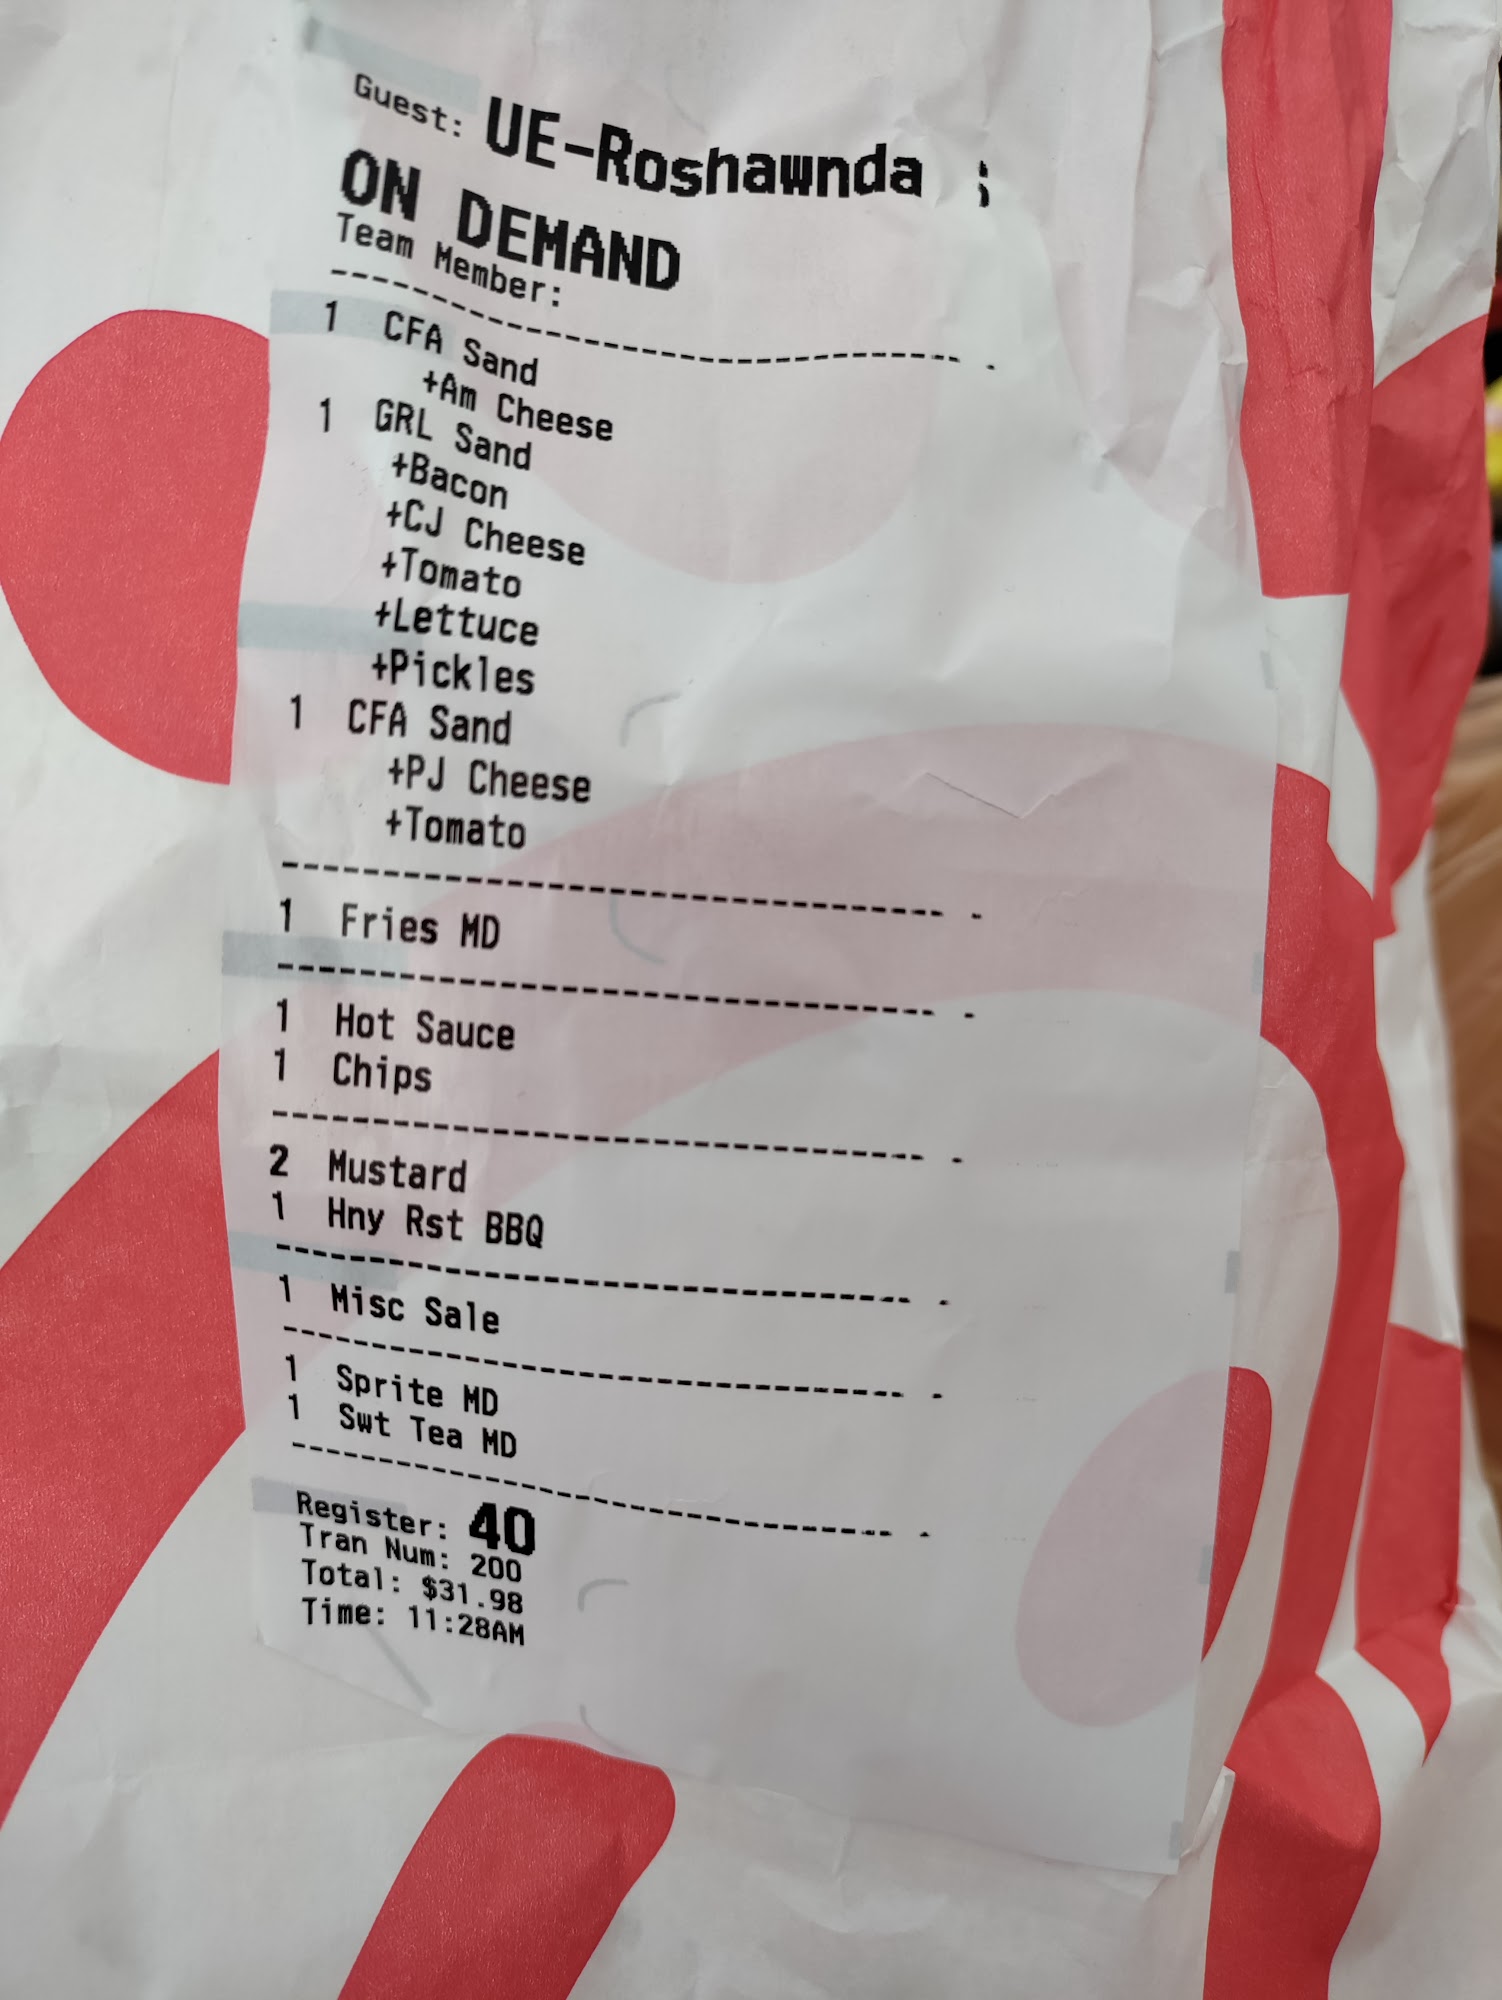 Guest: UE-Roshawnda ;
ON DEMAND
Team Member:
1 CFA Sand
+Am Cheese
1 GRL Sand
+Bacon
+CJ Cheese
+Tomato
+Lettuce
+Pickles
1 CFA Sand
+PJ Cheese
+Tomato
1 Fries MD
1 Hot Sauce
1 Chips
2 Mustard
1 Hny Rst BBQ
1 Misc Sale
1 Sprite MD
1 Swt Tea MD
Register: 40
Tran Num: 200
Total: $31.98
Time: 11:28AM